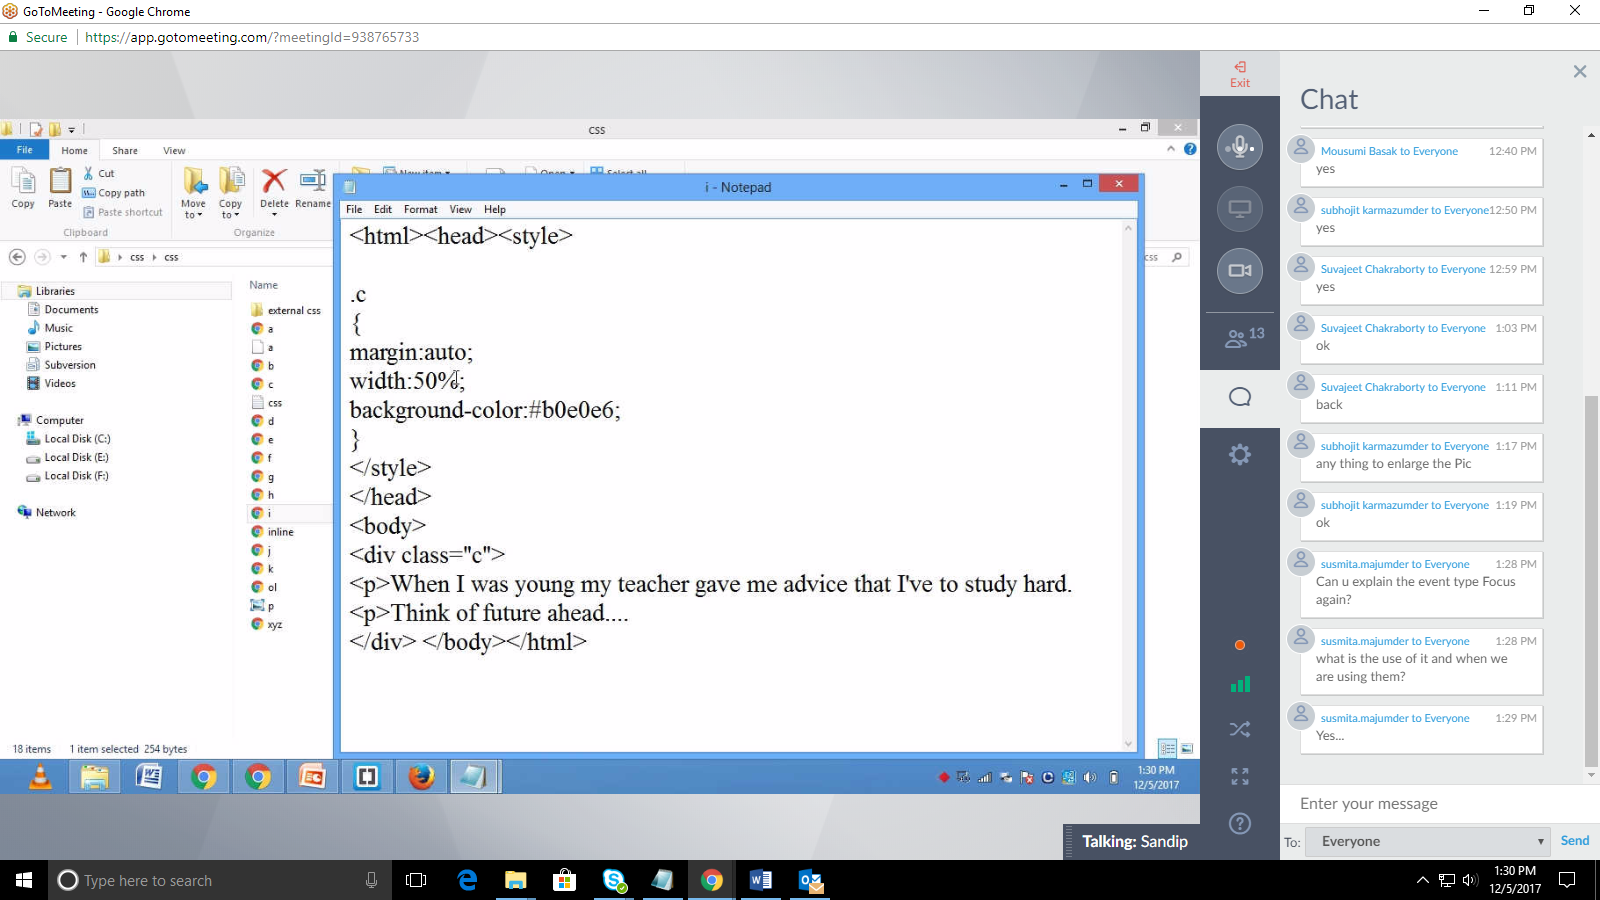 GoToMeeting - Google Chrome
Secure
https://app.gotomeeting.com/?meetingId=938765733
css
File
Home
Share
View
Copy
Paste
Cut
Copy path
Paste shortcut
Clipboard
Move to
Copy to
Delete
Rename
Organize
New item
Open
Select all
css
css
css
Libraries
Documents
Music
Pictures
Subversion
Videos
Computer
Local Disk (C:)
Local Disk (E:)
Local Disk (F:)
Network
Name
external css
a
a
b
c
css
d
e
f
g
h
i
inline
j
k
ol
p
xyz
18 items
1 item selected 254 bytes
i - Notepad
File Edit Format View Help
<html><head><style>
.c
{
margin:auto;
width:50%;
background-color:#b0e0e6;
}
</style>
</head>
<body>
<div class="c">
<p>When I was young my teacher gave me advice that I've to study hard.
<p>Think of future ahead....
</div> </body></html>
1:30 PM
12/5/2017
Talking: Sandip
Exit
13
Chat
Mousumi Basak to Everyone 12:40 PM
yes
subhojit karmazumder to Everyone 12:50 PM
yes
Suvajeet Chakraborty to Everyone 12:59 PM
yes
Suvajeet Chakraborty to Everyone 1:03 PM
ok
Suvajeet Chakraborty to Everyone 1:11 PM
back
subhojit karmazumder to Everyone 1:17 PM
any thing to enlarge the Pic
subhojit karmazumder to Everyone 1:19 PM
ok
susmita.majumder to Everyone 1:28 PM
Can u explain the event type Focus
again?
susmita.majumder to Everyone 1:28 PM
what is the use of it and when we
are using them?
susmita.majumder to Everyone 1:29 PM
Yes...
Enter your message
To: Everyone
Send
Type here to search
1:30 PM
12/5/2017